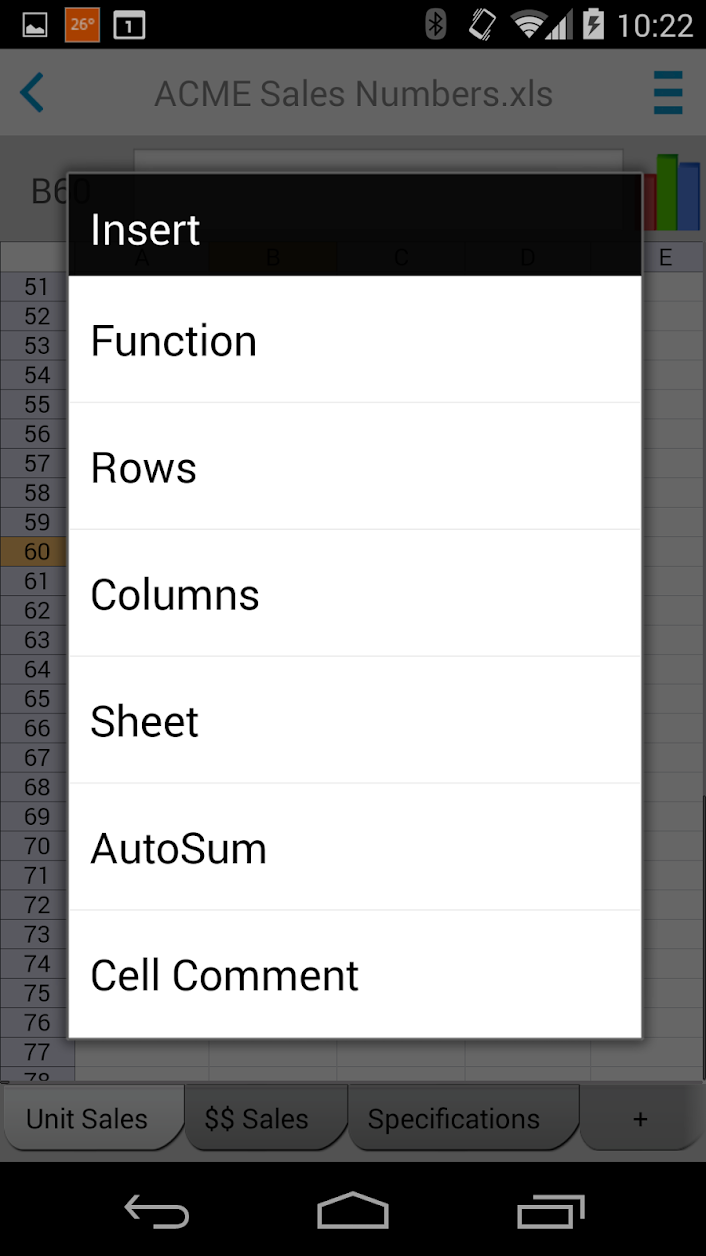 26°
1
10:22
ACME Sales Numbers.xls
B60
Insert
A B C D E
51
52
53
54
55
56
57
58
59
60
61
62
63
64
65
66
67
68
69
70
71
72
73
74
75
76
77
78
Function
Rows
Columns
Sheet
AutoSum
Cell Comment
Unit Sales $$ Sales Specifications +